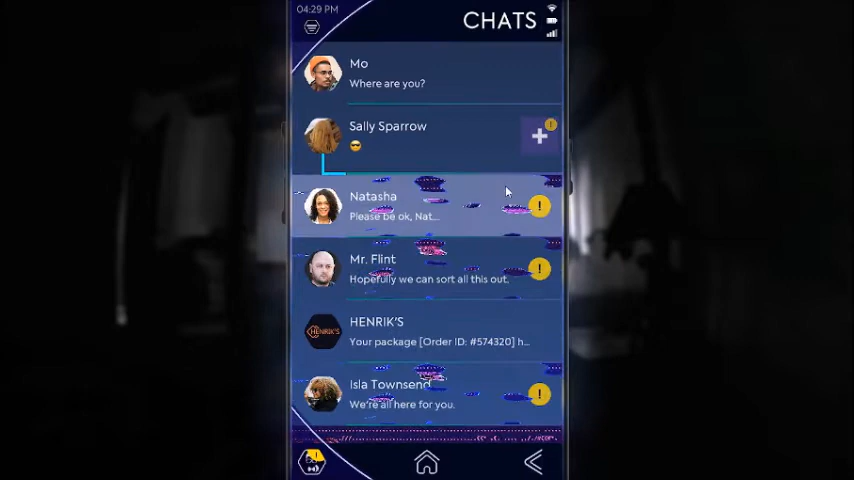 04:29 PM
CHATS
Mo
Where are you?
Sally Sparrow
!
Natasha
Please be ok, Nat...
!
Mr. Flint
Hopefully we can sort all this out.
!
HENRIK'S
HENRIK'S
Your package [Order ID: #574320] h...
Isla Townsend
We're all here for you.
!